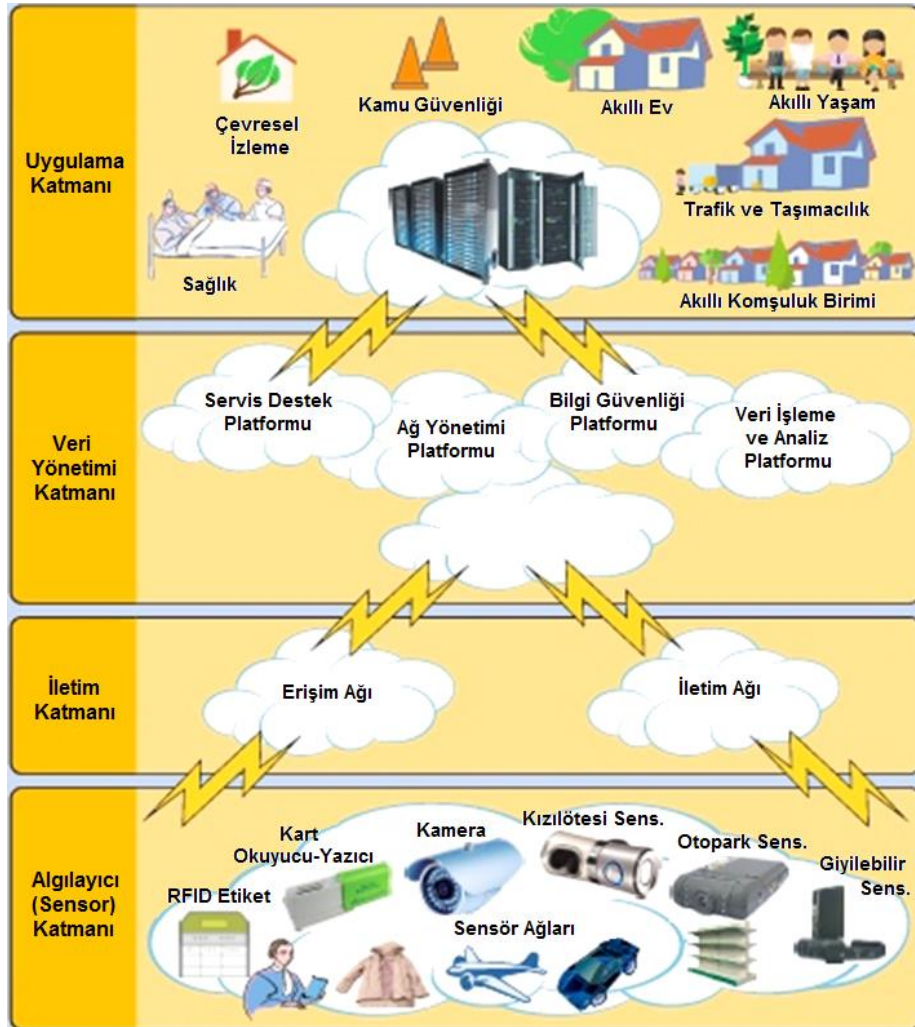 Uygulama
Katmanı
Çevresel
İzleme
Kamu Güvenliği
Akıllı Ev
Akıllı Yaşam
Trafik ve Taşımacılık
Sağlık
Akıllı Komşuluk Birimi
Veri
Yönetimi
Katmanı
Servis Destek
Platformu
Ağ Yönetimi
Platformu
Bilgi Güvenliği
Platformu
Veri İşleme
ve Analiz
Platformu
İletim
Katmanı
Erişim Ağı
İletim Ağı
Algılayıcı
(Sensor)
Katmanı
RFID Etiket
Kart
Okuyucu-Yazıcı
Kamera
Kızılötesi Sens.
Otopark Sens.
Giyilebilir
Sens.
Sensör Ağları